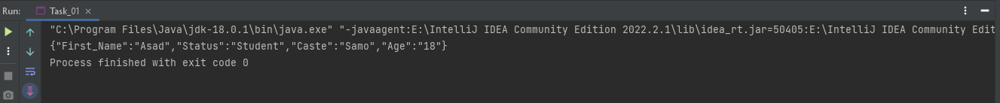 Run: Task_01
"C:\Program Files\Java\jdk-18.0.1\bin\java.exe" "-javaagent:E:\IntelliJ IDEA Community Edition 2022.2.1\lib\idea_rt.jar=50405:E:\IntelliJ IDEA Community Edit
{"First_Name":"Asad","Status":"Student","Caste":"Samo","Age":"18"}
Process finished with exit code 0